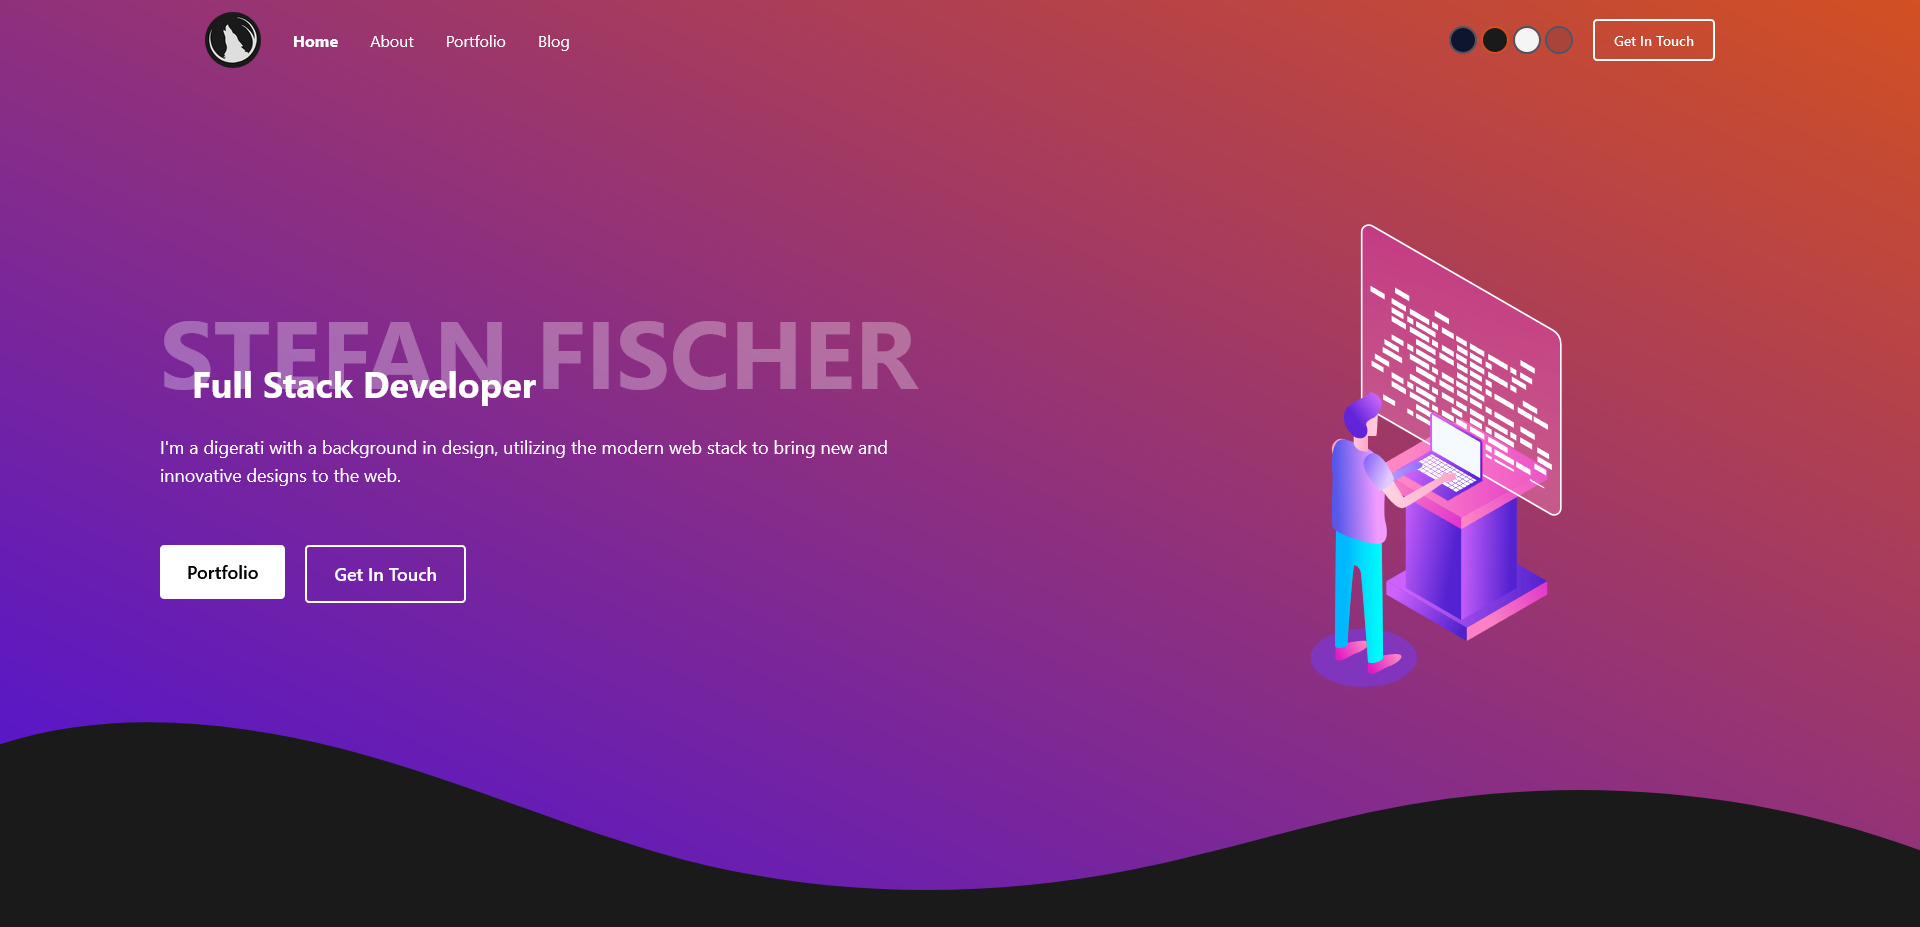 Home About Portfolio Blog Get In Touch
STEFAN FISCHER
Full Stack Developer
I'm a digerati with a background in design, utilizing the modern web stack to bring new and
innovative designs to the web.
Portfolio Get In Touch